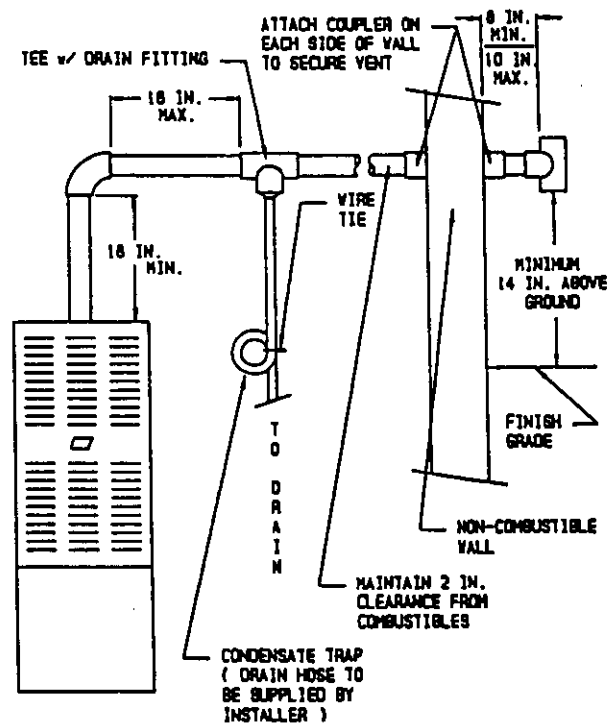 ATTACH COUPLER ON
EACH SIDE OF WALL
TO SECURE VENT
8 IN.
MIN.
10 IN.
MAX.
TEE w/ DRAIN FITTING
18 IN.
MAX.
WIRE
TIE
18 IN.
MIN.
MINIMUM
14 IN. ABOVE
GROUND
TO DRAIN
FINISH
GRADE
NON-COMBUSTIBLE
WALL
MAINTAIN 2 IN.
CLEARANCE FROM
COMBUSTIBLES
CONDENSATE TRAP
( DRAIN HOSE TO
BE SUPPLIED BY
INSTALLER )